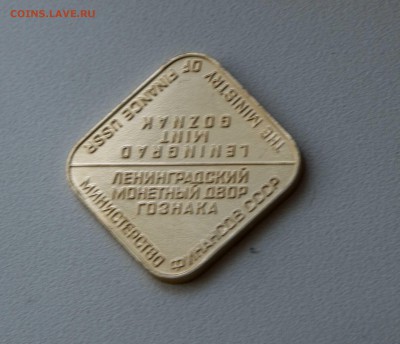 COINS.LAVE.RU
THE MINISTRY OF FINANCE USSR
LENINGRAD
MINT
GOZNAK
ЛЕНИНГРАДСКИЙ
МОНЕТНЫЙ ДВОР
ГОЗНАКА
МИНИСТЕРСТВО ФИНАНСОВ СССР